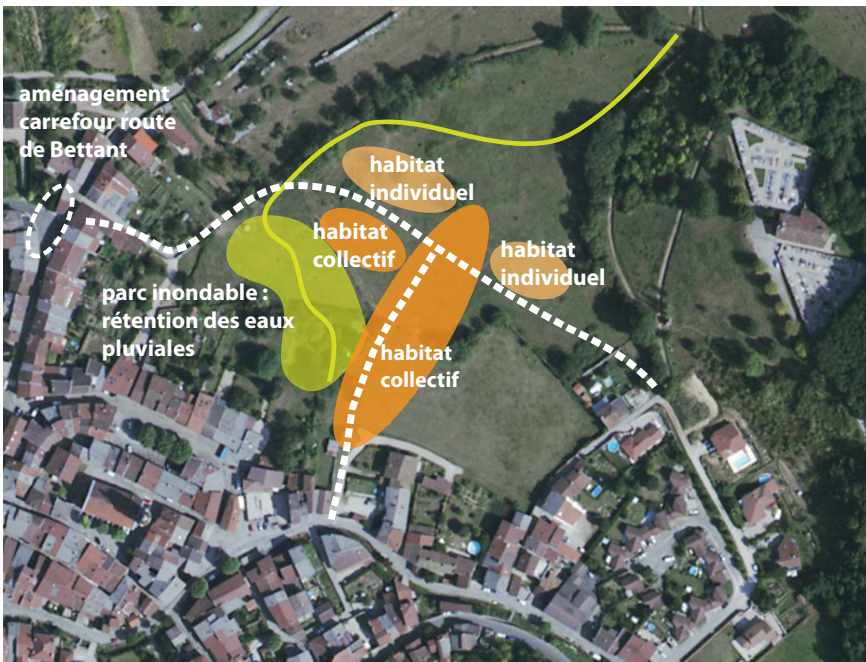 aménagement
carrefour route
de Bettant
habitat
individuel
habitat
collectif
habitat
individuel
parc inondable :
rétention des eaux
pluviales
habitat
collectif